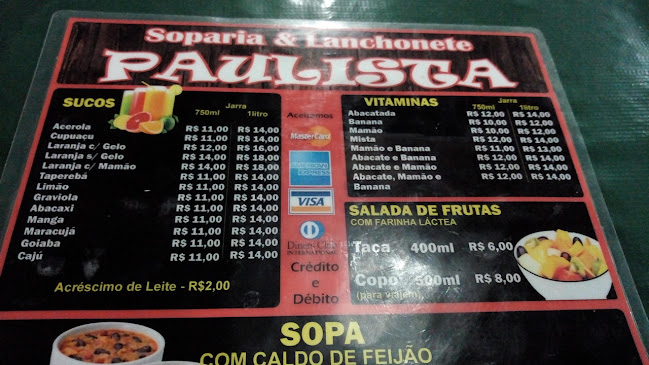 Soparia & Lanchonete
PAULISTA
SUCOS
Jarra
750ml 1litro
Acerola R$ 11,00 R$ 14,00
Cupuaçu R$ 11,00 R$ 14,00
Laranja c/ Gelo R$ 12,00 R$ 16,00
Laranja s/ Gelo R$ 14,00 R$ 18,00
Laranja c/ Mamão R$ 14,00 R$ 18,00
Taperebá R$ 11,00 R$ 14,00
Limão R$ 11,00 R$ 14,00
Graviola R$ 11,00 R$ 14,00
Abacaxi R$ 11,00 R$ 14,00
Manga R$ 11,00 R$ 14,00
Maracujá R$ 11,00 R$ 14,00
Goiaba R$ 11,00 R$ 14,00
Cajú R$ 11,00 R$ 14,00
Acréscimo de Leite - R$2,00
Aceitamos
MasterCard
AMERICAN
EXPRESS
VISA
Diners Club
INTERNATIONAL
Crédito
e
Débito
VITAMINAS
Jarra
750ml 1litro
Abacatada R$ 12,00 R$ 14,00
Banana R$ 10,00 R$ 12,00
Mamão R$ 10,00 R$ 12,00
Mista R$ 12,00 R$ 14,00
Mamão e Banana R$ 11,00 R$ 13,00
Abacate e Banana R$ 12,00 R$ 14,00
Abacate e Mamão R$ 12,00 R$ 14,00
Abacate, Mamão e R$ 12,00 R$ 14,00
Banana
SALADA DE FRUTAS
COM FARINHA LÁCTEA
Taça 400ml R$ 6,00
Copo 500ml R$ 8,00
(para viajem)
SOPA
COM CALDO DE FEIJÃO